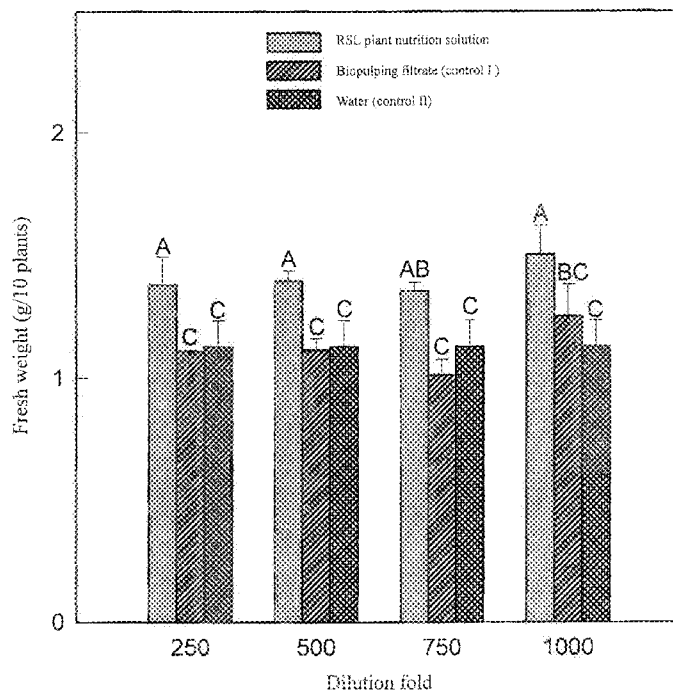 RSL plant nutrition solution
Biopulping filtrate (control I)
Water (control II)
2
1
0
Fresh weight (g/10 plants)
A
C
C
A
C
C
AB
C
C
A
BC
C
250
500
750
1000
Dilution fold